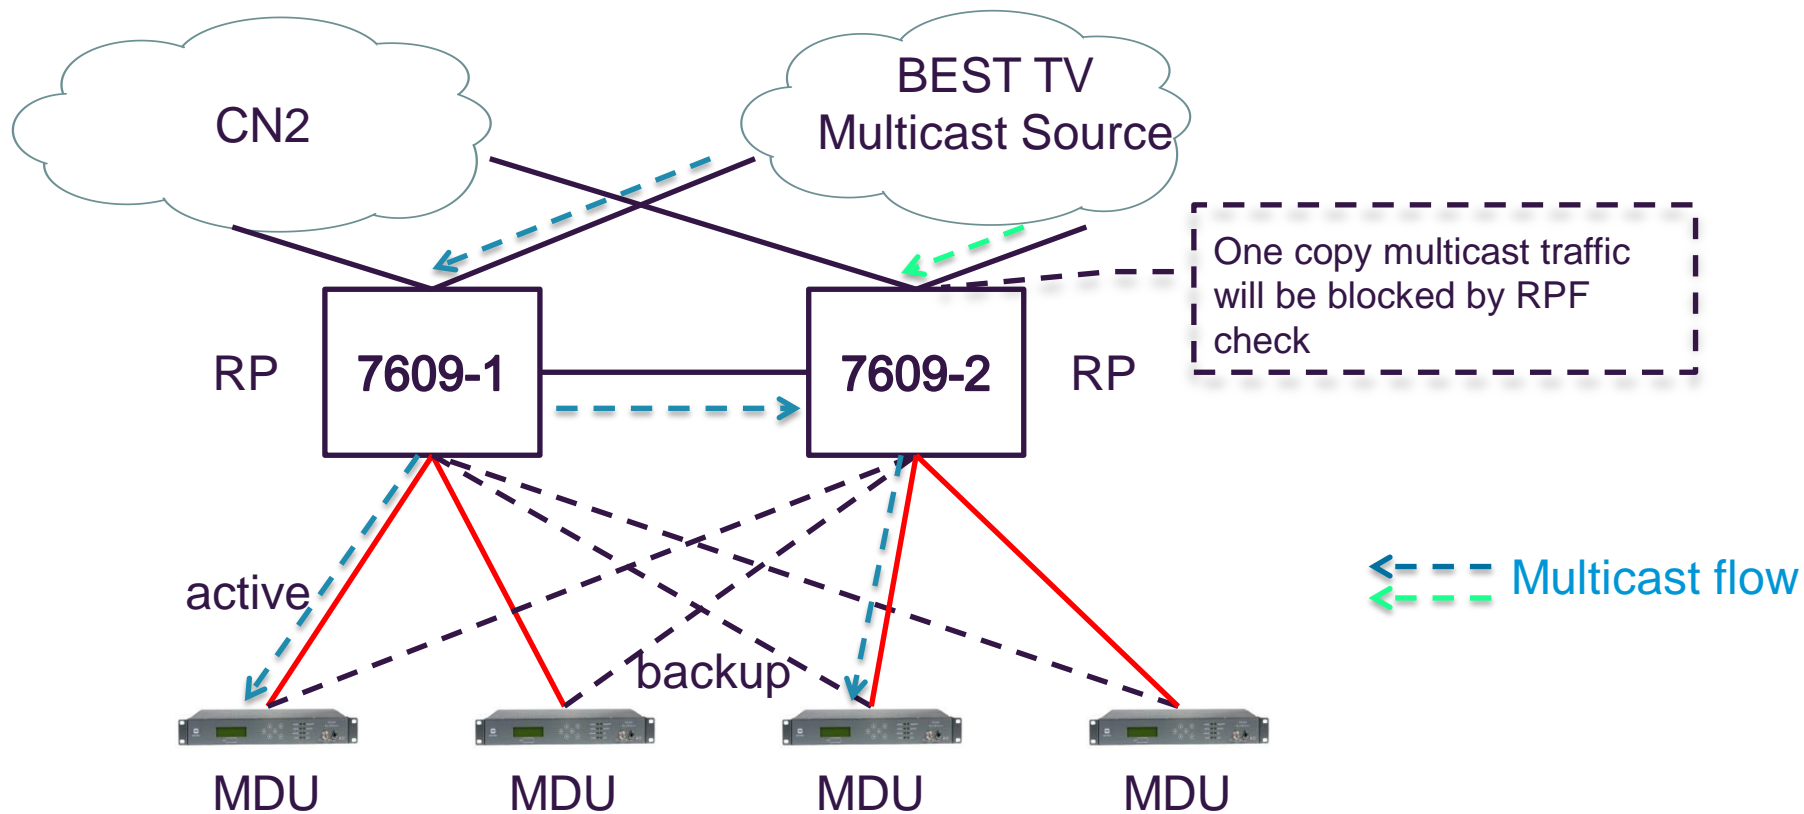 CN2
BEST TV
Multicast Source
One copy multicast traffic
will be blocked by RPF
check
RP
7609-1
7609-2
RP
active
backup
Multicast flow
MDU
MDU
MDU
MDU